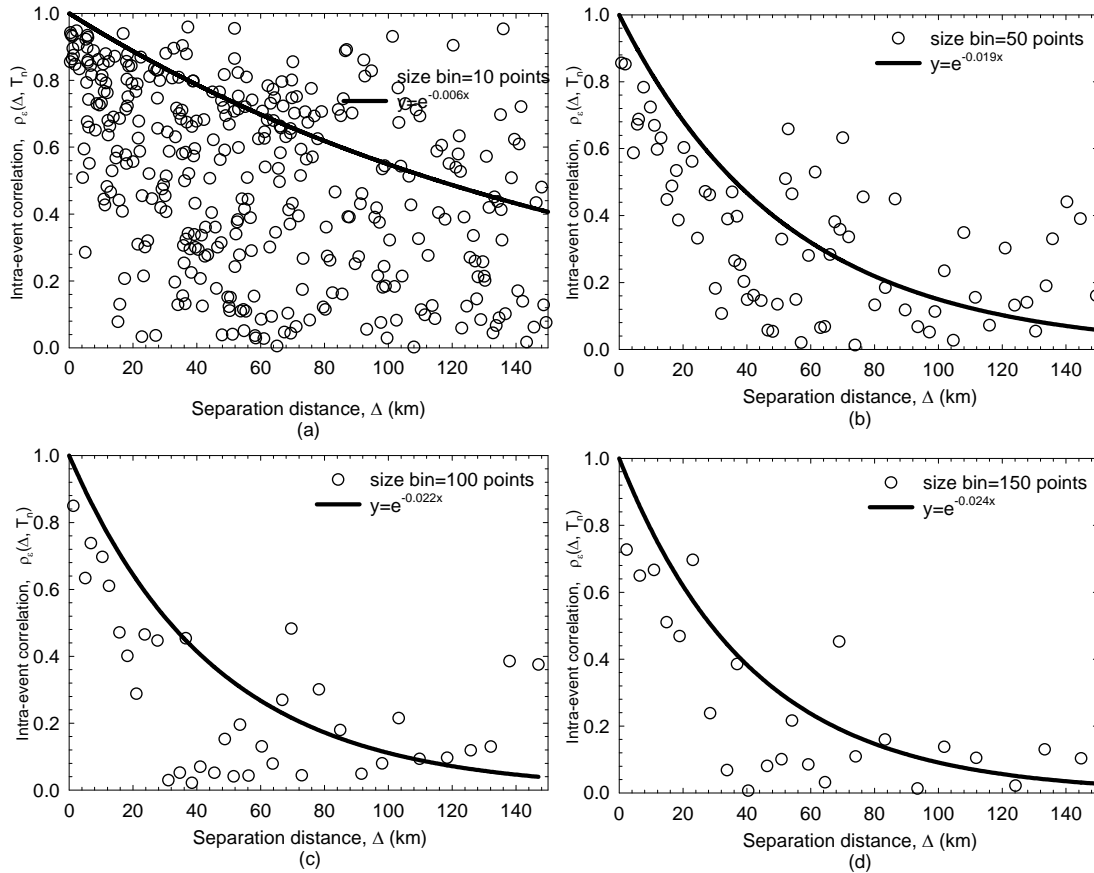 1.0
0.8
0.6
0.4
0.2
0.0
0 20 40 60 80 100 120 140
Intra-event correlation, ρε(Δ, Tn)
size bin=10 points
y=e-0.006x
Separation distance, Δ (km)
(a)
1.0
0.8
0.6
0.4
0.2
0.0
0 20 40 60 80 100 120 140
Intra-event correlation, ρε(Δ, Tn)
size bin=50 points
y=e-0.019x
Separation distance, Δ (km)
(b)
1.0
0.8
0.6
0.4
0.2
0.0
0 20 40 60 80 100 120 140
Intra-event correlation, ρε(Δ, Tn)
size bin=100 points
y=e-0.022x
Separation distance, Δ (km)
(c)
1.0
0.8
0.6
0.4
0.2
0.0
0 20 40 60 80 100 120 140
Intra-event correlation, ρε(Δ, Tn)
size bin=150 points
y=e-0.024x
Separation distance, Δ (km)
(d)